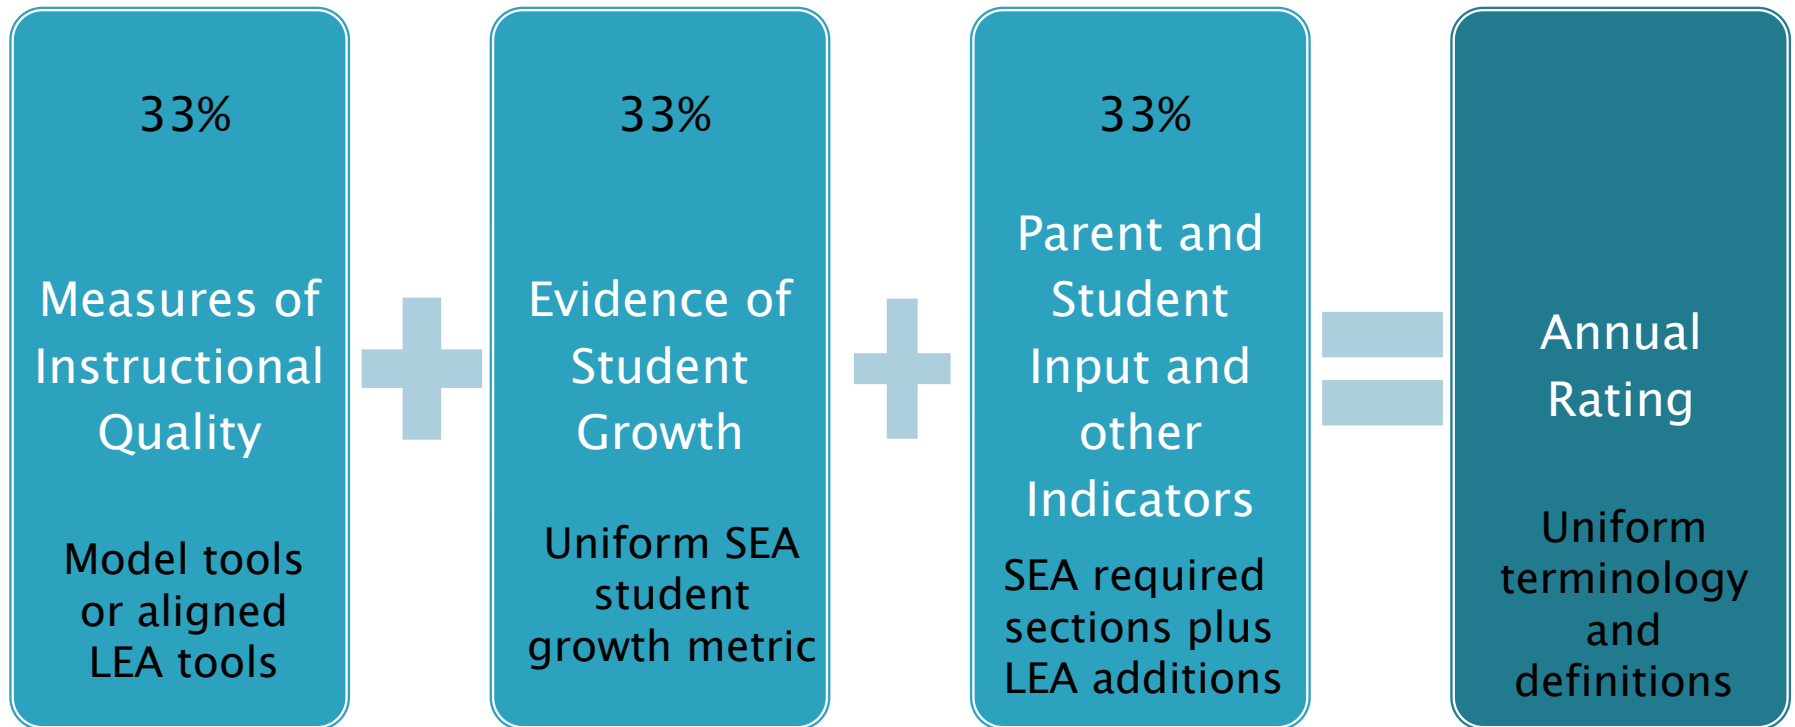 33%
Measures of
Instructional
Quality
Model tools
or aligned
LEA tools
33%
Evidence of
Student
Growth
Uniform SEA
student
growth metric
33%
Parent and
Student
Input and
other
Indicators
SEA required
sections plus
LEA additions
Annual
Rating
Uniform
terminology
and
definitions